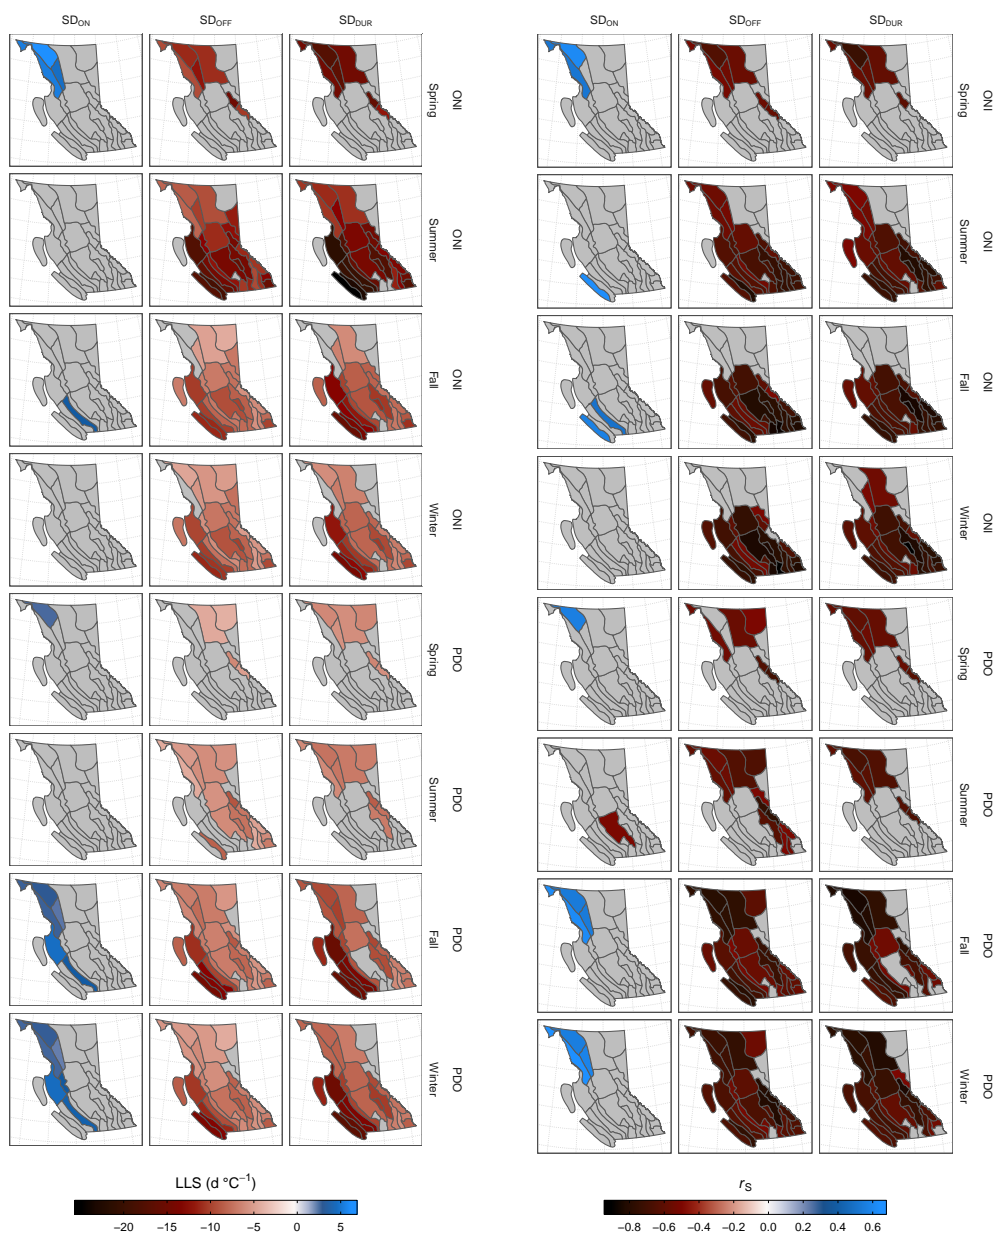 SD_ON SD_OFF SD_DUR SD_ON SD_OFF SD_DUR
ONI Spring ONI Spring
ONI Summer ONI Summer
ONI Fall ONI Fall
ONI Winter ONI Winter
PDO Spring PDO Spring
PDO Summer PDO Summer
PDO Fall PDO Fall
PDO Winter PDO Winter
LLS (d °C⁻¹)
−20 −15 −10 −5 0 5
r_S
−0.8 −0.6 −0.4 −0.2 0.0 0.2 0.4 0.6